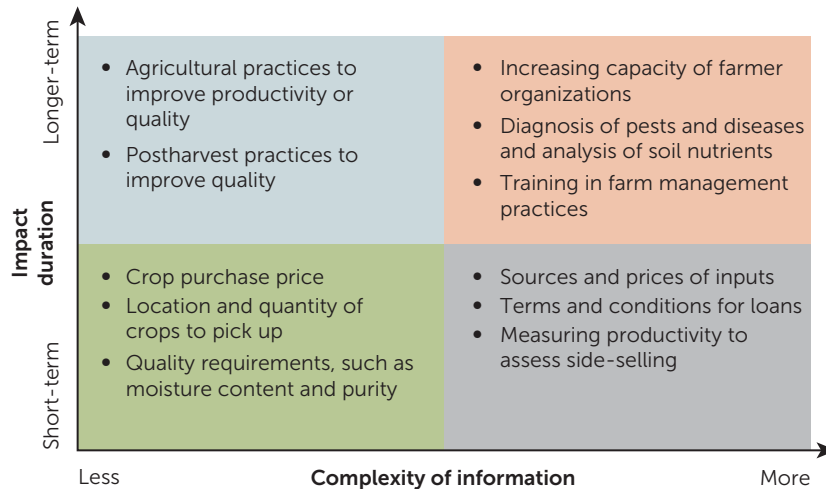 Longer-term
• Agricultural practices to
improve productivity or
quality
• Postharvest practices to
improve quality
• Increasing capacity of farmer
organizations
• Diagnosis of pests and diseases
and analysis of soil nutrients
• Training in farm management
practices
Impact
duration
Short-term
• Crop purchase price
• Location and quantity of
crops to pick up
• Quality requirements, such as
moisture content and purity
• Sources and prices of inputs
• Terms and conditions for loans
• Measuring productivity to
assess side-selling
Less
Complexity of information
More